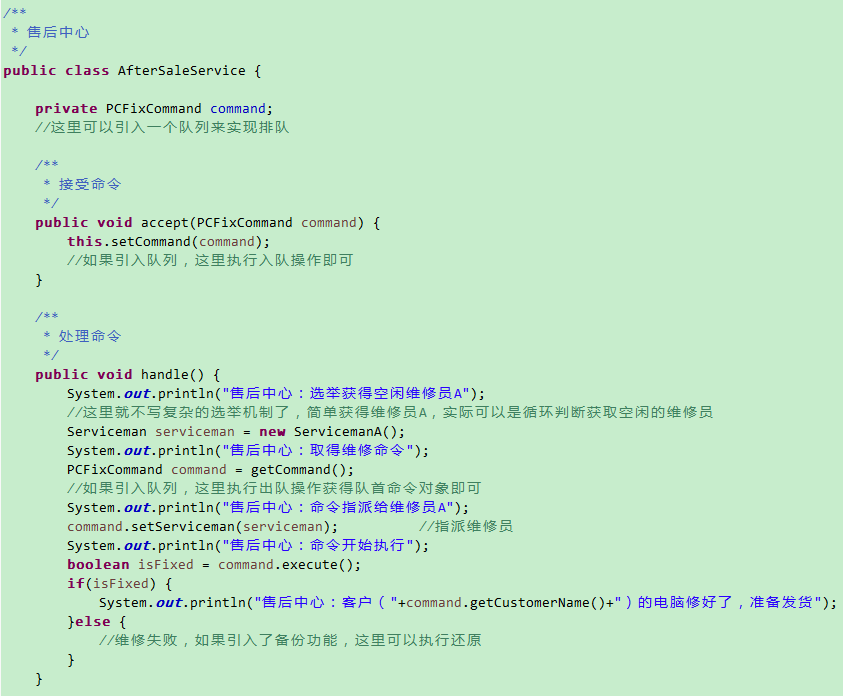 /**
 * 售后中心
 */
public class AfterSaleService {
    private PCFixCommand command;
    //这里可以引入一个队列来实现排队
    /**
     * 接受命令
     */
    public void accept(PCFixCommand command) {
        this.setCommand(command);
        //如果引入队列，这里执行入队操作即可
    }
    /**
     * 处理命令
     */
    public void handle() {
        System.out.println("售后中心：选举获得空闲维修员A");
        //这里就不写复杂的选举机制了，简单获得维修员A，实际可以是循环判断获取空闲的维修员
        Serviceman serviceman = new ServicemanA();
        System.out.println("售后中心：取得维修命令");
        PCFixCommand command = getCommand();
        //如果引入队列，这里执行出队操作获得队首命令对象即可
        System.out.println("售后中心：命令指派给维修员A");
        command.setServiceman(serviceman);          //指派维修员
        System.out.println("售后中心：命令开始执行");
        boolean isFixed = command.execute();
        if(isFixed) {
            System.out.println("售后中心：客户（"+command.getCustomerName()+"）的电脑修好了，准备发货");
        }else {
            //维修失败，如果引入了备份功能，这里可以执行还原
        }
    }